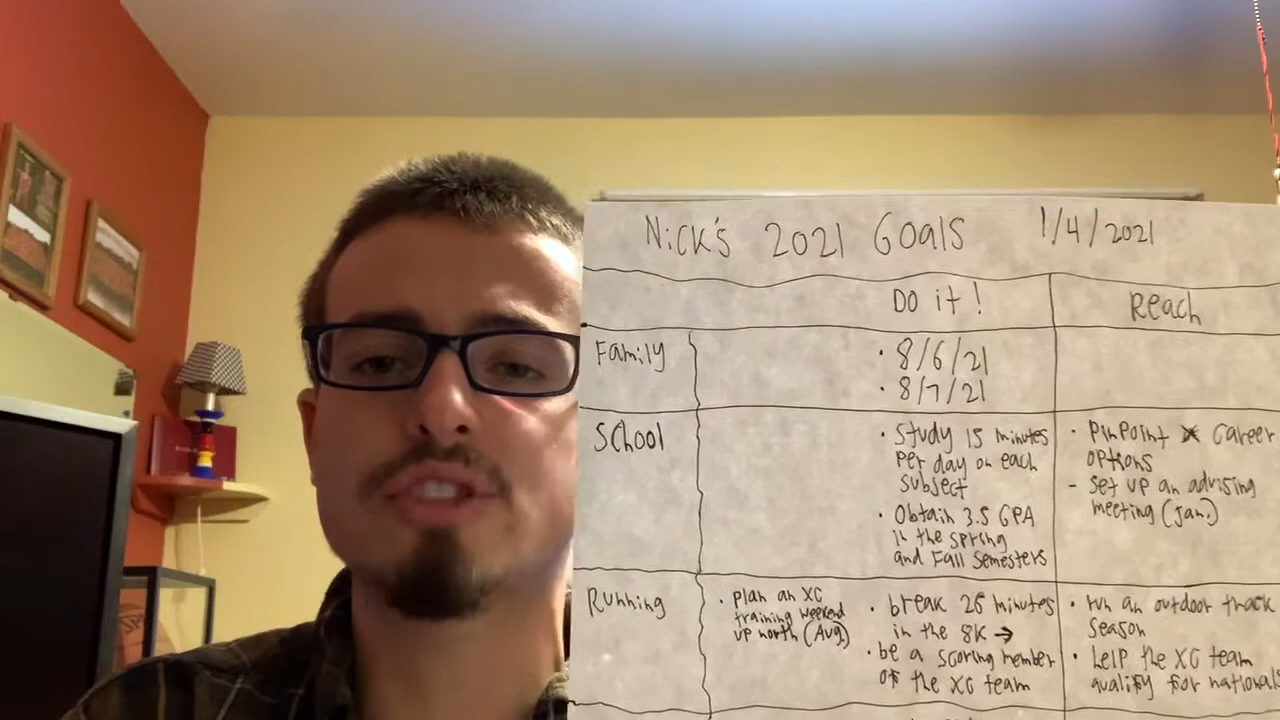 Nick's 2021 Goals 1/4/2021
Do it! Reach
Family
• 8/6/21
• 8/7/21
School
• Study 15 minutes
per day on each
subject
• Obtain 3.5 GPA
in the spring
and Fall Semesters
• Pinpoint career
options
- Set up an advising
meeting (Jan.)
Running
• plan an XC
training weekend
up north (Aug)
• break 26 minutes
in the 8K →
• be a scoring member
of the XC team
• run an outdoor track
season
• help the XC team
qualify for nationals